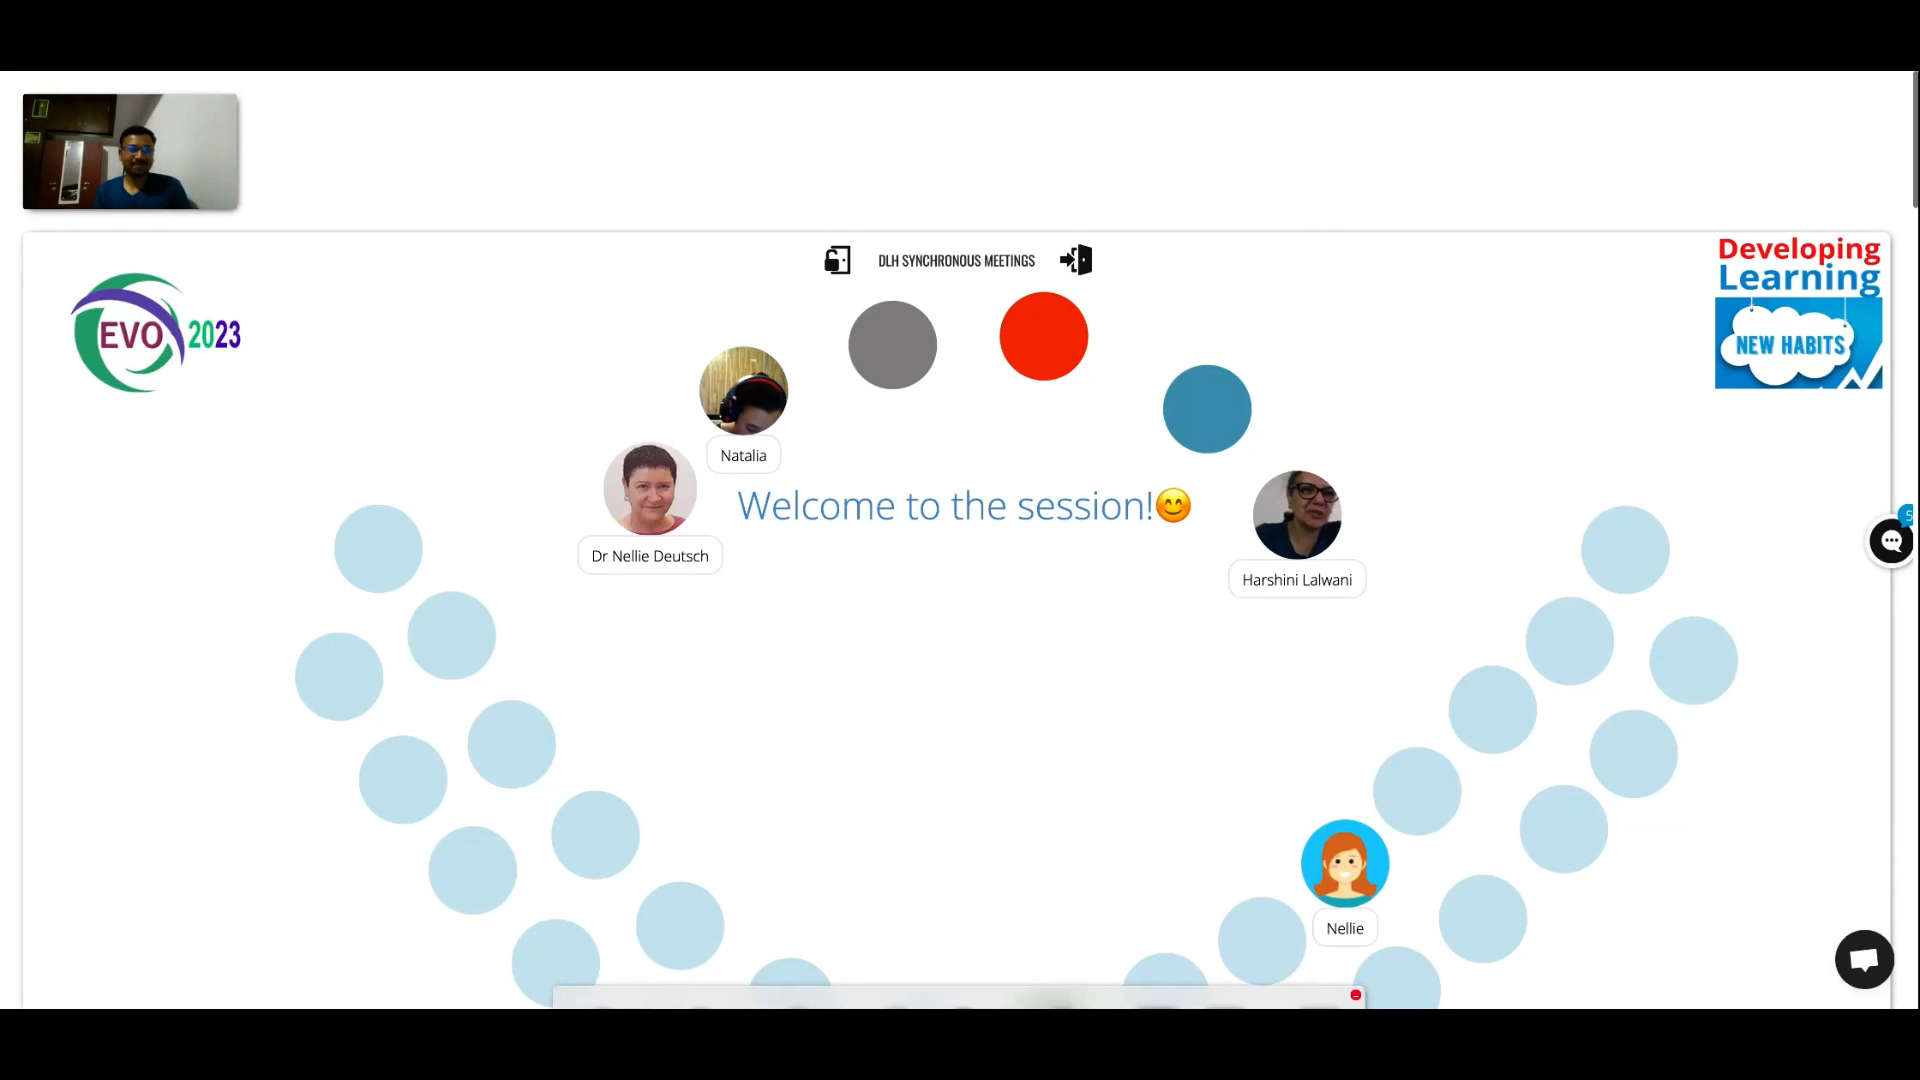 DLH SYNCHRONOUS MEETINGS
EVO 2023
Developing
Learning
NEW HABITS
Natalia
Welcome to the session!😊
Dr Nellie Deutsch
Harshini Lalwani
5
Nellie